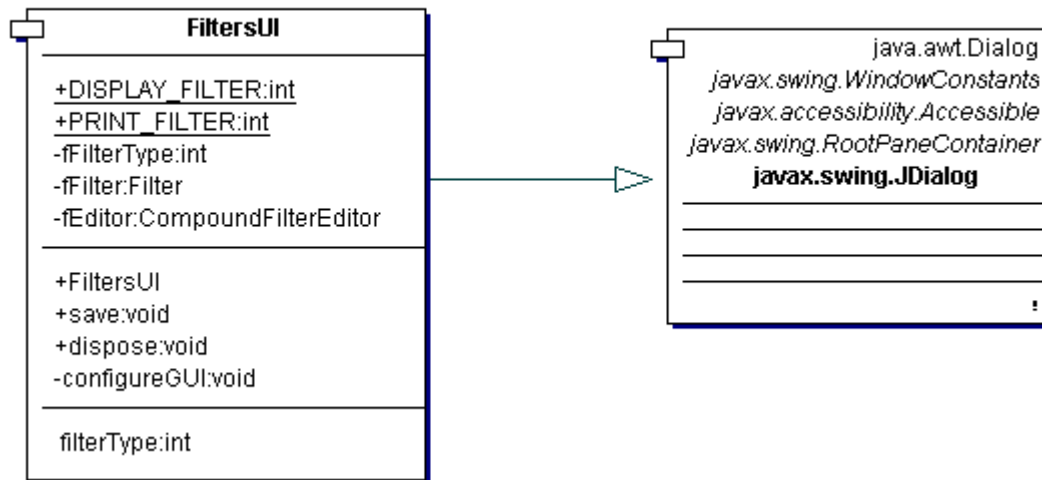 FiltersUI
+DISPLAY_FILTER:int
+PRINT_FILTER:int
-fFilterType:int
-fFilter:Filter
-fEditor:CompoundFilterEditor
+FiltersUI
+save:void
+dispose:void
-configureGUI:void
filterType:int
java.awt.Dialog
javax.swing.WindowConstants
javax.accessibility.Accessible
javax.swing.RootPaneContainer
javax.swing.JDialog
!